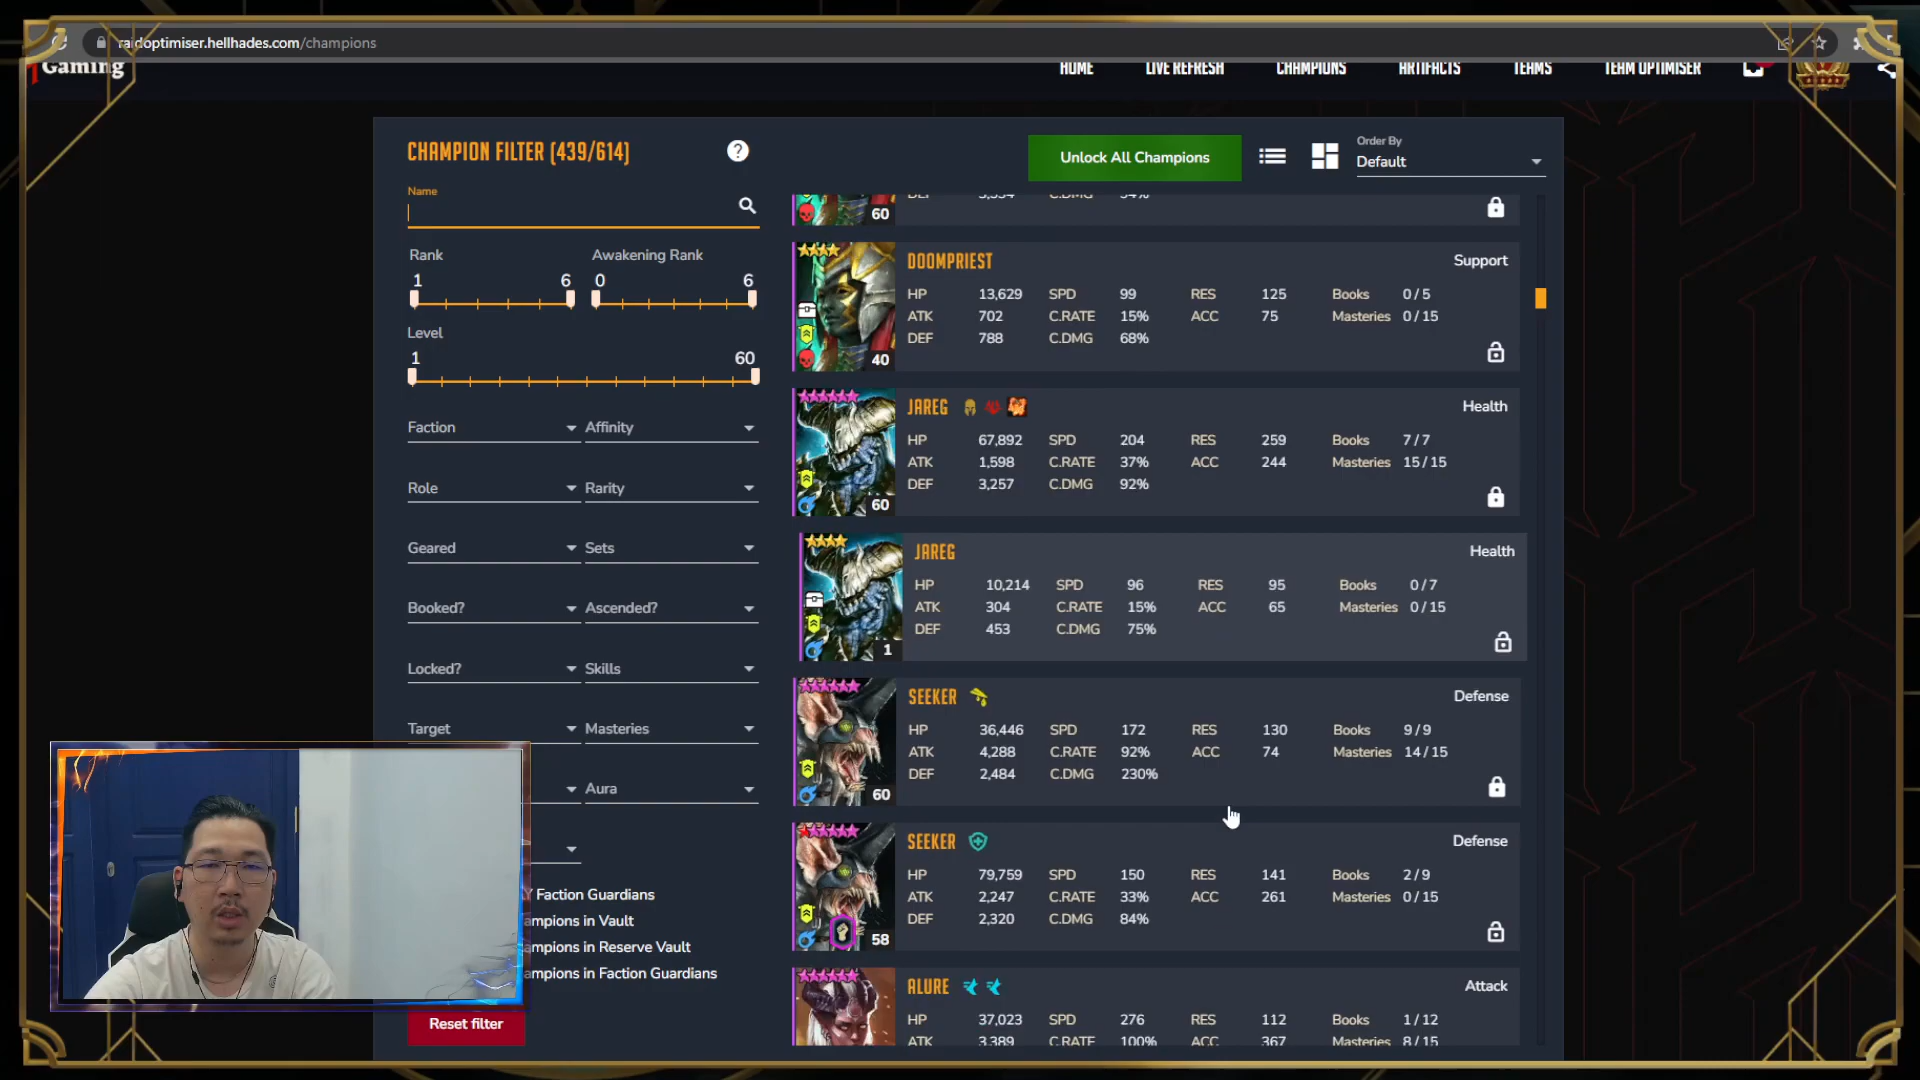 raidoptimiser.hellhades.com/champions
Gaming
HOME LIVE REFRESH CHAMPIONS ARTIFACTS TEAMS TEAM OPTIMISER
CHAMPION FILTER (439/614)
?
Unlock All Champions
Order By
Default
Name
Rank
Awakening Rank
1 6 0 6
Level
1 60
Faction Affinity
Role Rarity
Geared Sets
Booked? Ascended?
Locked? Skills
Target Masteries
Aura
Faction Guardians
ampions in Vault
ampions in Reserve Vault
ampions in Faction Guardians
Reset filter
60
DOOMPRIEST Support
HP 13,629 SPD 99 RES 125 Books 0 / 5
ATK 702 C.RATE 15% ACC 75 Masteries 0 / 15
DEF 788 C.DMG 68%
40
JAREG Health
HP 67,892 SPD 204 RES 259 Books 7 / 7
ATK 1,598 C.RATE 37% ACC 244 Masteries 15 / 15
DEF 3,257 C.DMG 92%
60
JAREG Health
HP 10,214 SPD 96 RES 95 Books 0 / 7
ATK 304 C.RATE 15% ACC 65 Masteries 0 / 15
DEF 453 C.DMG 75%
1
SEEKER Defense
HP 36,446 SPD 172 RES 130 Books 9 / 9
ATK 4,288 C.RATE 92% ACC 74 Masteries 14 / 15
DEF 2,484 C.DMG 230%
60
SEEKER Defense
HP 79,759 SPD 150 RES 141 Books 2 / 9
ATK 2,247 C.RATE 33% ACC 261 Masteries 0 / 15
DEF 2,320 C.DMG 84%
58
ALURE Attack
HP 37,023 SPD 276 RES 112 Books 1 / 12
ATK 3,389 C.RATE 100% ACC 367 Masteries 8 / 15